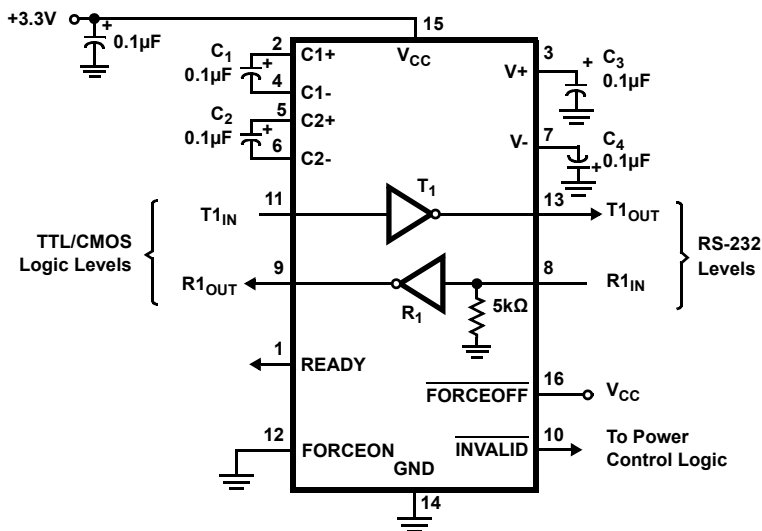 +3.3V
+
0.1µF
15
2
C1+
VCC
C1
0.1µF
+
4
C1-
5
C2+
C2
0.1µF
+
6
C2-
3
V+
+
C3
0.1µF
7
V-
C4
0.1µF
+
T1
11
T1IN
13
T1OUT
TTL/CMOS
Logic Levels
RS-232
Levels
9
R1OUT
R1
5kΩ
8
R1IN
1
READY
FORCEOFF
16
VCC
12
FORCEON
INVALID
10
To Power
Control Logic
GND
14